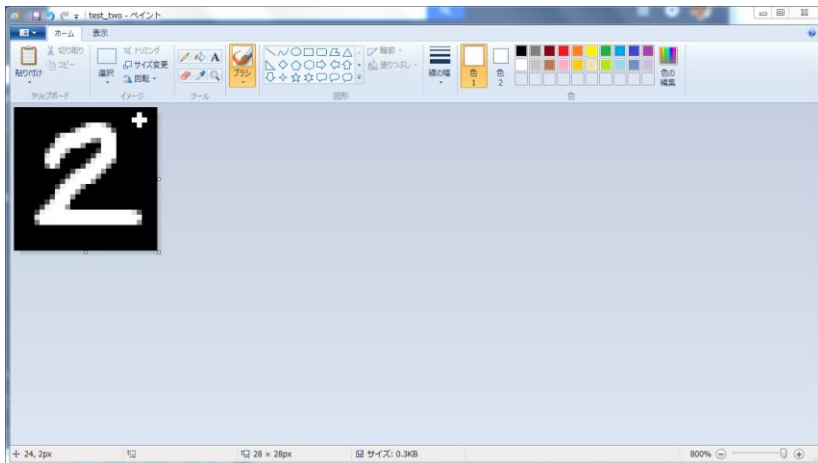 test_two - ペイント
ホーム 表示
貼り付け 切り取り コピー
選択 トリミング サイズ変更 回転
A
ブラシ
輪郭 塗りつぶし
線の幅
色 1
色 2
色の 編集
クリップボード イメージ ツール 図形 色
2
24, 2px 28 × 28px サイズ: 0.3KB 800%